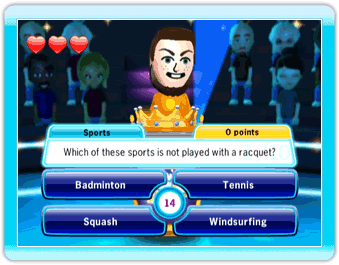 Sports
0 points
Which of these sports is not played with a racquet?
Badminton
Tennis
14
Squash
Windsurfing